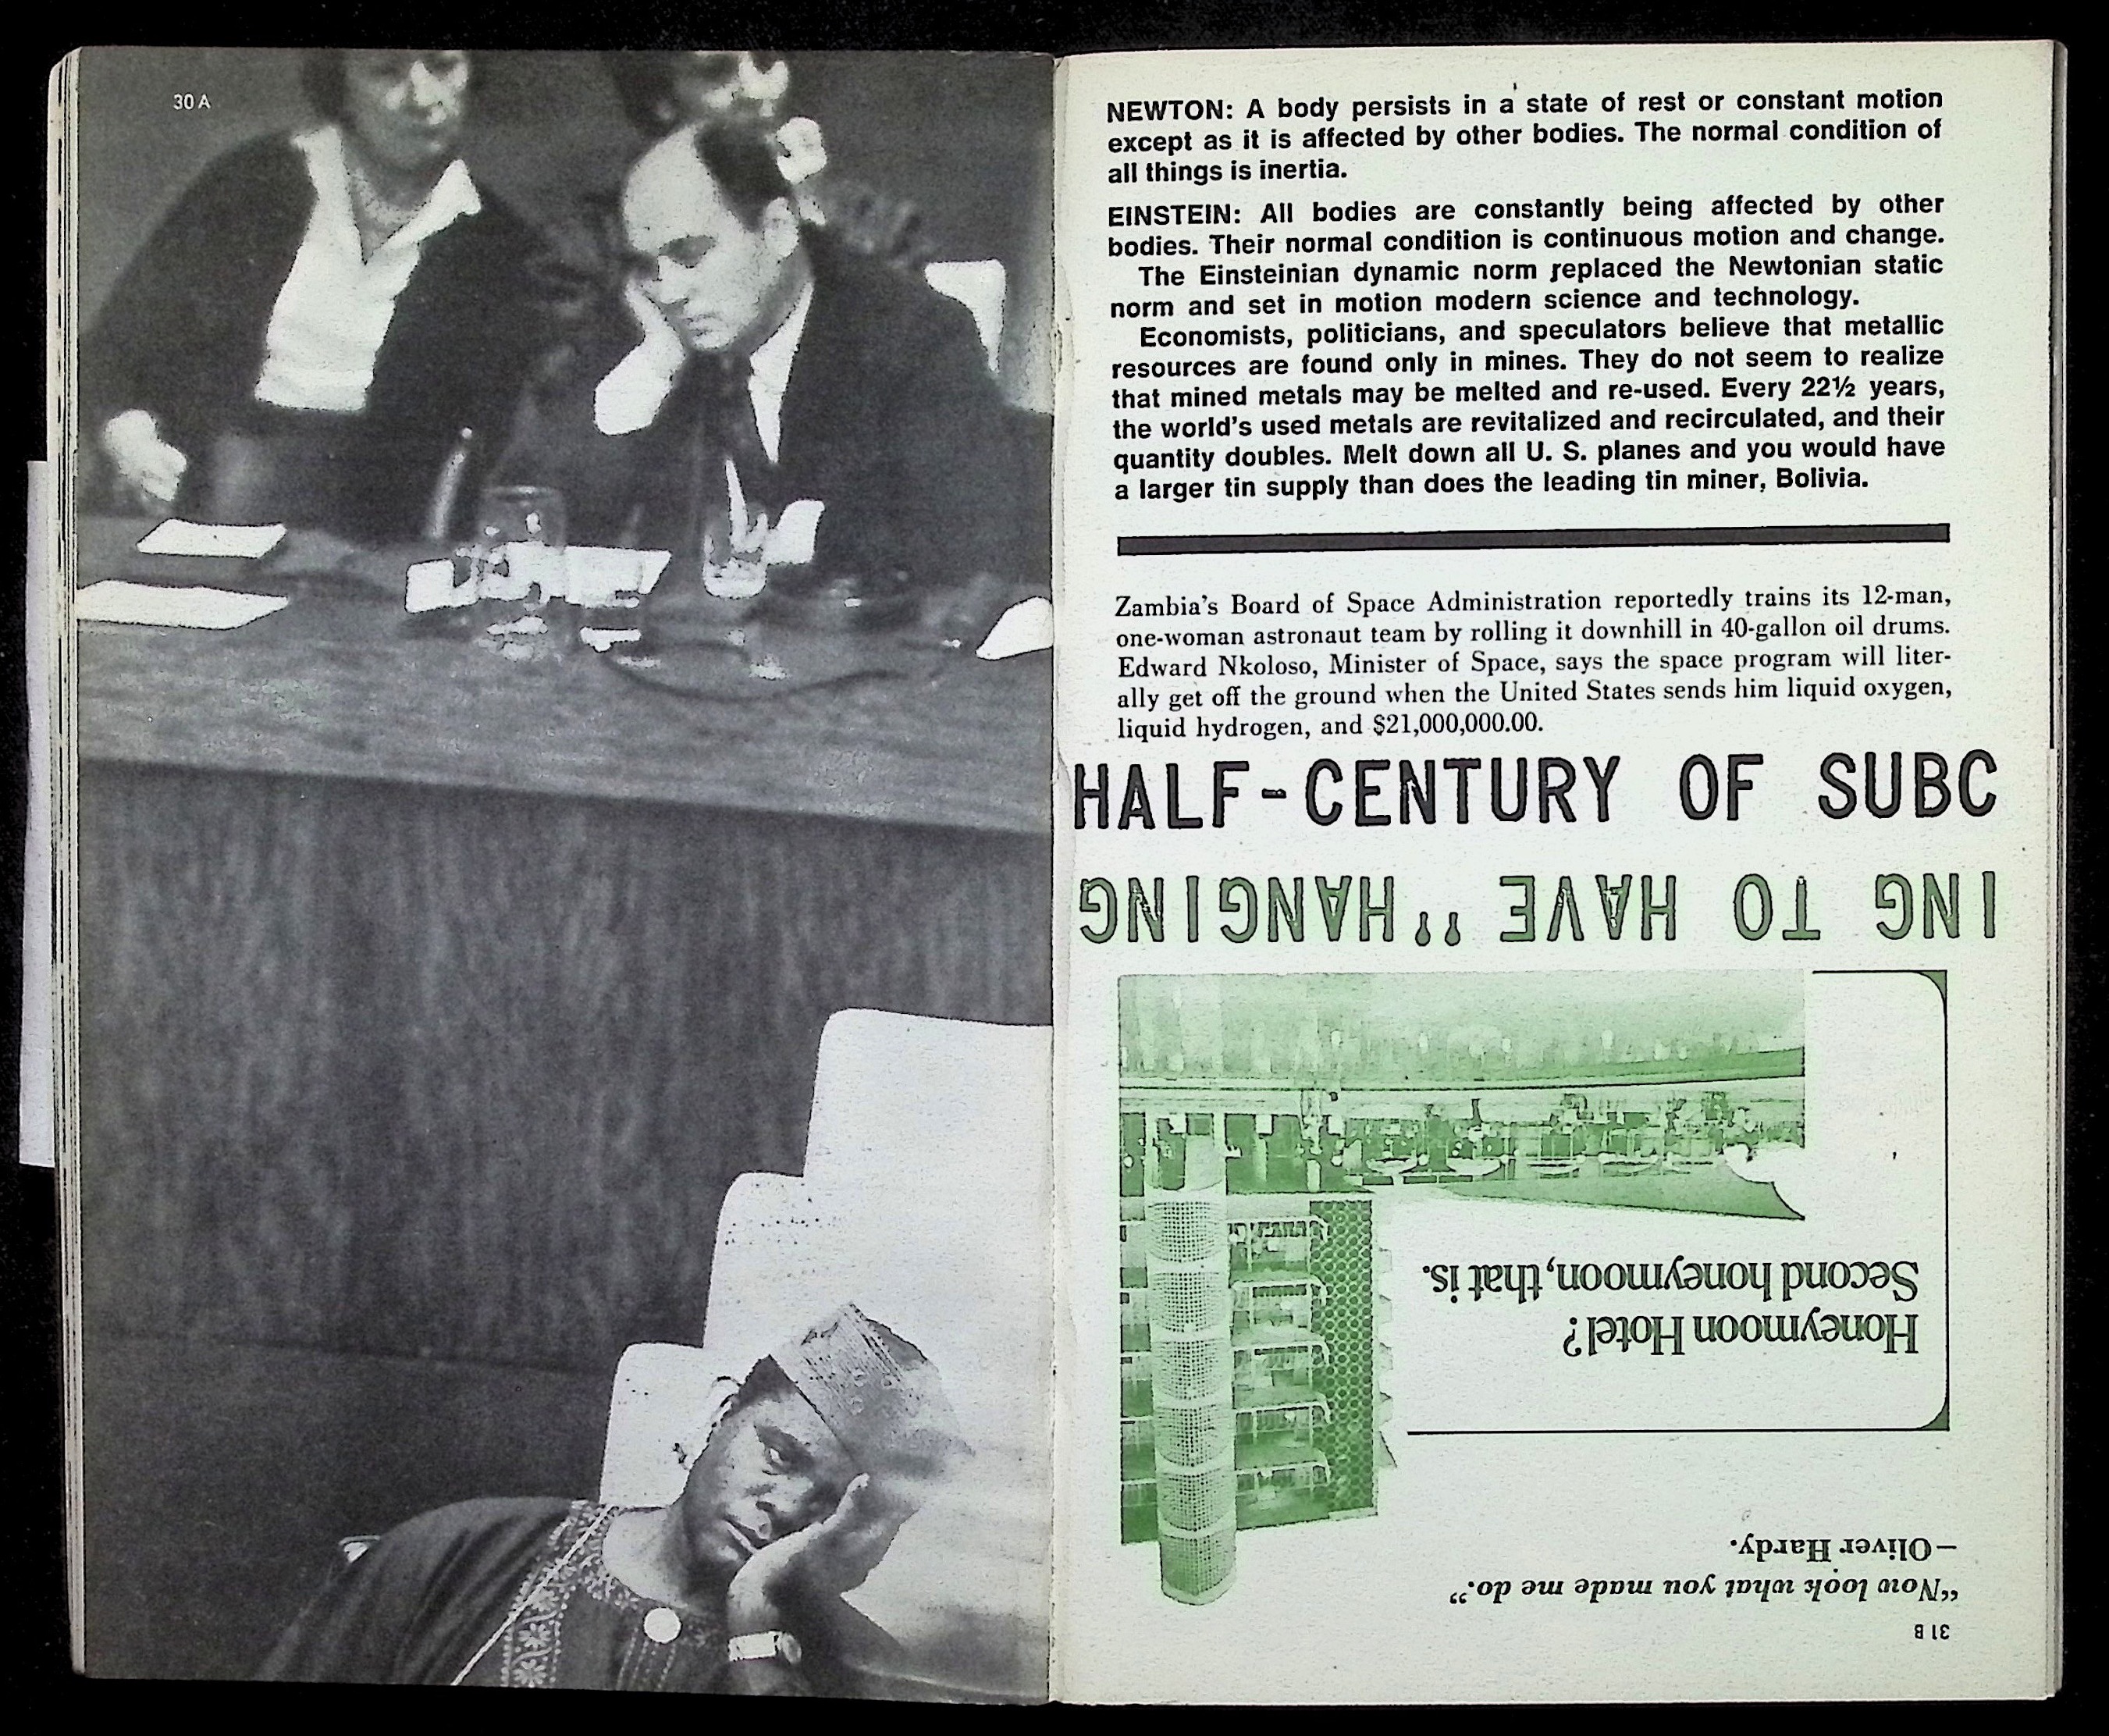 30 A
NEWTON: A body persists in a state of rest or constant motion
except as it is affected by other bodies. The normal condition of
all things is inertia.
EINSTEIN: All bodies are constantly being affected by other
bodies. Their normal condition is continuous motion and change.
The Einsteinian dynamic norm replaced the Newtonian static
norm and set in motion modern science and technology.
Economists, politicians, and speculators believe that metallic
resources are found only in mines. They do not seem to realize
that mined metals may be melted and re-used. Every 22½ years,
the world's used metals are revitalized and recirculated, and their
quantity doubles. Melt down all U. S. planes and you would have
a larger tin supply than does the leading tin miner, Bolivia.
Zambia's Board of Space Administration reportedly trains its 12-man,
one-woman astronaut team by rolling it downhill in 40-gallon oil drums.
Edward Nkoloso, Minister of Space, says the space program will liter-
ally get off the ground when the United States sends him liquid oxygen,
liquid hydrogen, and $21,000,000.00.
HALF-CENTURY OF SUBC
ING TO HAVE "HANGING
31 B
"Now look what you made me do."
—Oliver Hardy.
Honeymoon Hotel?
Second honeymoon, that is.